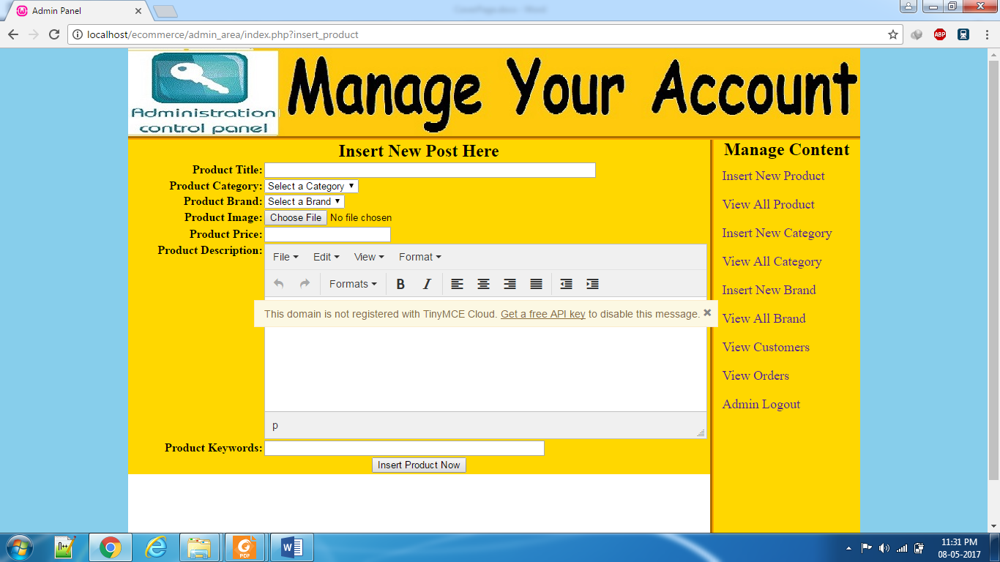 Admin Panel
localhost/ecommerce/admin_area/index.php?insert_product
ABP
Administration
control panel
Manage Your Account
Insert New Post Here
Product Title:
Product Category: Select a Category
Product Brand: Select a Brand
Product Image: Choose File No file chosen
Product Price:
Product Description:
File Edit View Format
Formats B I
This domain is not registered with TinyMCE Cloud. Get a free API key to disable this message.
p
Product Keywords:
Insert Product Now
Manage Content
Insert New Product
View All Product
Insert New Category
View All Category
Insert New Brand
View All Brand
View Customers
View Orders
Admin Logout
PDF
11:31 PM
08-05-2017